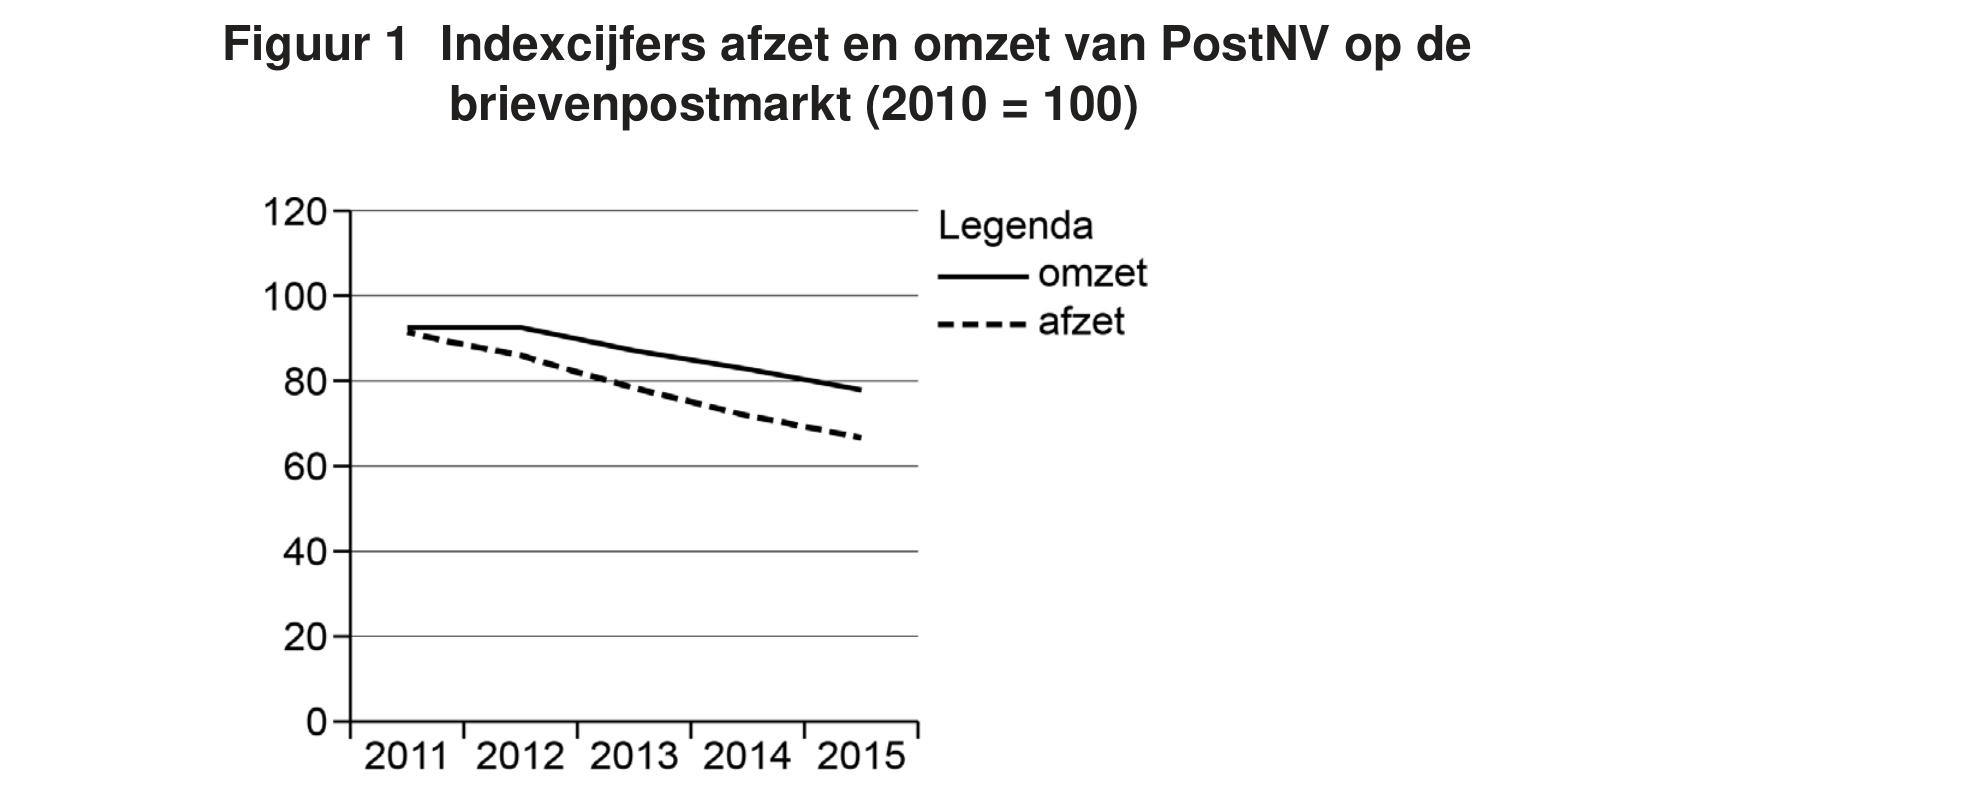 Figuur 1 Indexcijfers afzet en omzet van PostNV op de
brievenpostmarkt (2010 = 100)
120
100
80
60
40
20
0
2011 2012 2013 2014 2015
Legenda
omzet
afzet